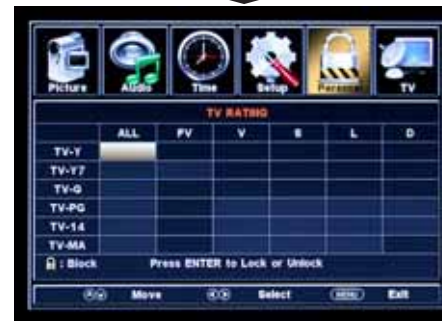 Picture Audio Time Setup Personal TV
TV RATING
ALL FV V S L D
TV-Y
TV-Y7
TV-G
TV-PG
TV-14
TV-MA
: Block Press ENTER to Lock or Unlock
Move Select MENU Exit